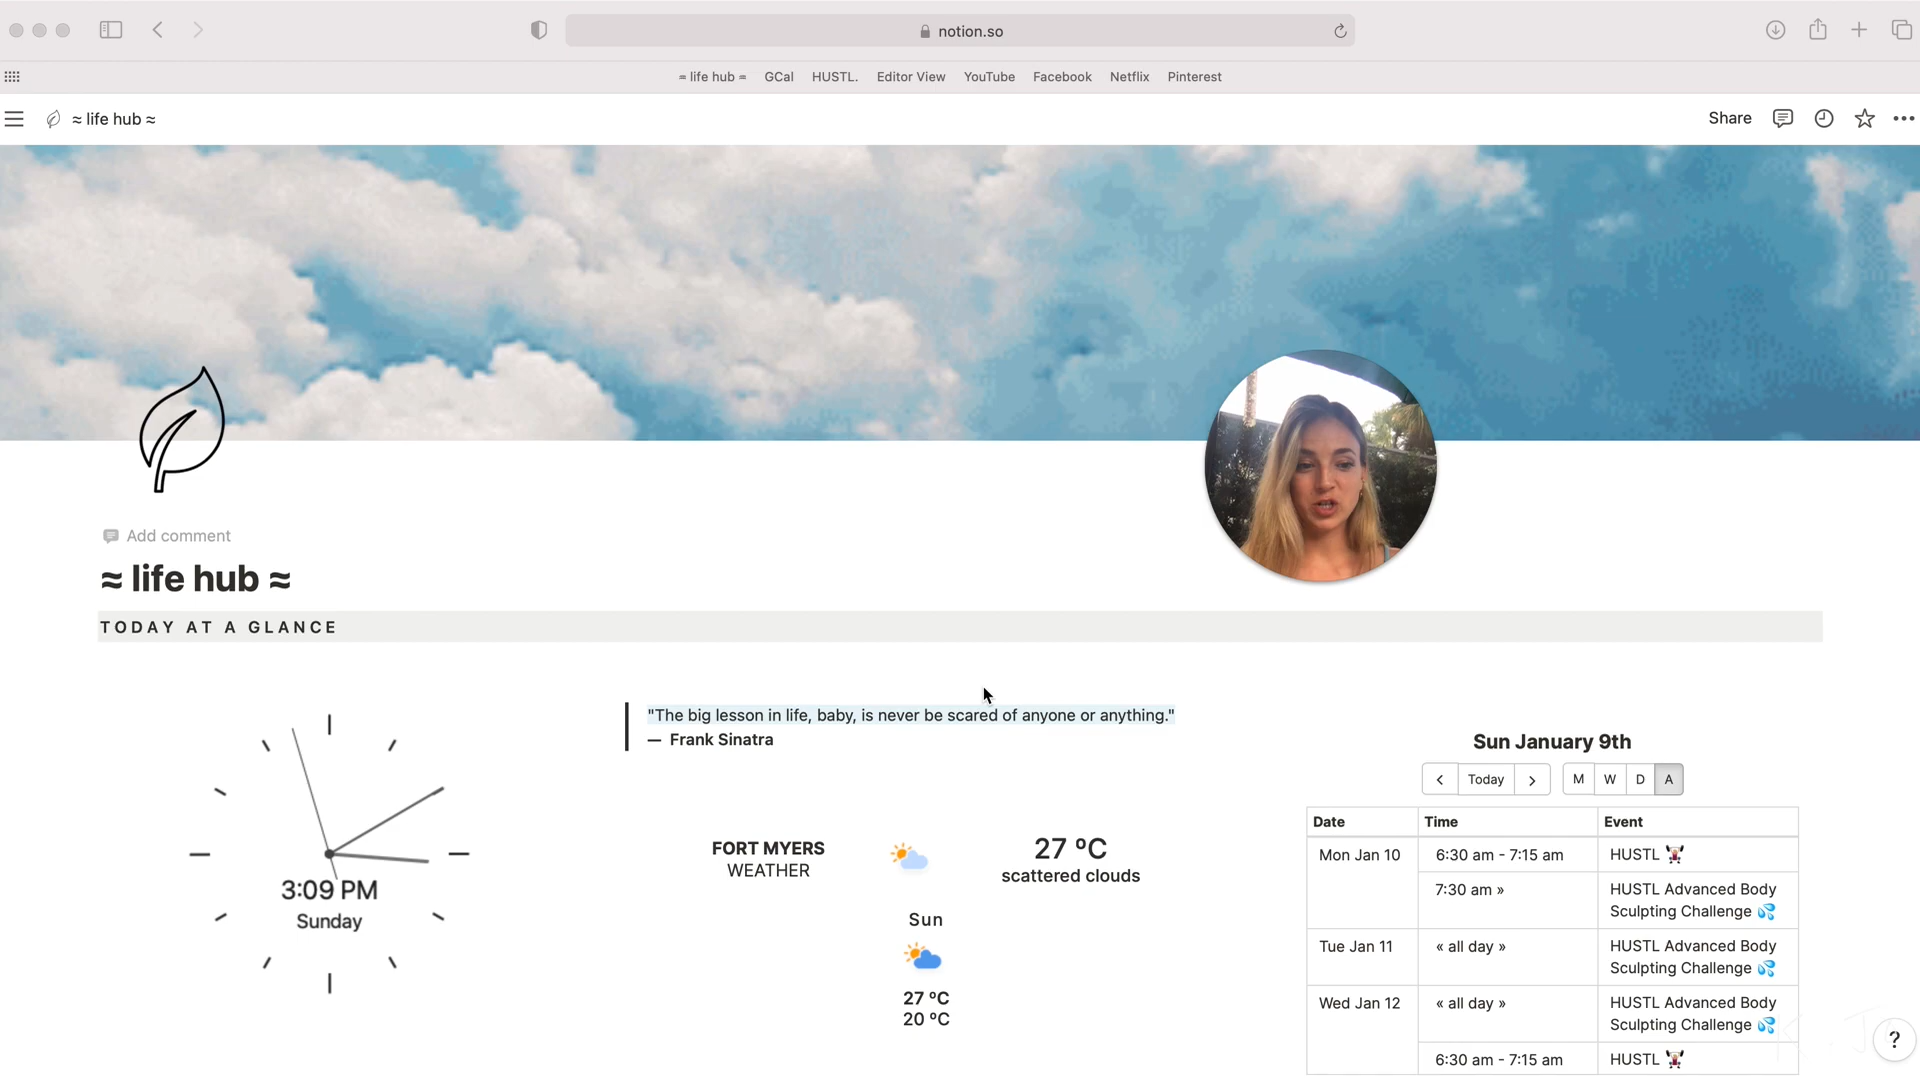 notion.so
≈ life hub ≈ GCal HUSTL. Editor View YouTube Facebook Netflix Pinterest
≈ life hub ≈
Share
Add comment
≈ life hub ≈
TODAY AT A GLANCE
3:09 PM
Sunday
"The big lesson in life, baby, is never be scared of anyone or anything."
— Frank Sinatra
FORT MYERS
WEATHER
27 ºC
scattered clouds
Sun
27 ºC
20 ºC
Sun January 9th
Today M W D A
Date Time Event
Mon Jan 10 6:30 am - 7:15 am HUSTL 🏋
7:30 am » HUSTL Advanced Body
Sculpting Challenge 💦
Tue Jan 11 « all day » HUSTL Advanced Body
Sculpting Challenge 💦
Wed Jan 12 « all day » HUSTL Advanced Body
Sculpting Challenge 💦
6:30 am - 7:15 am HUSTL 🏋
?